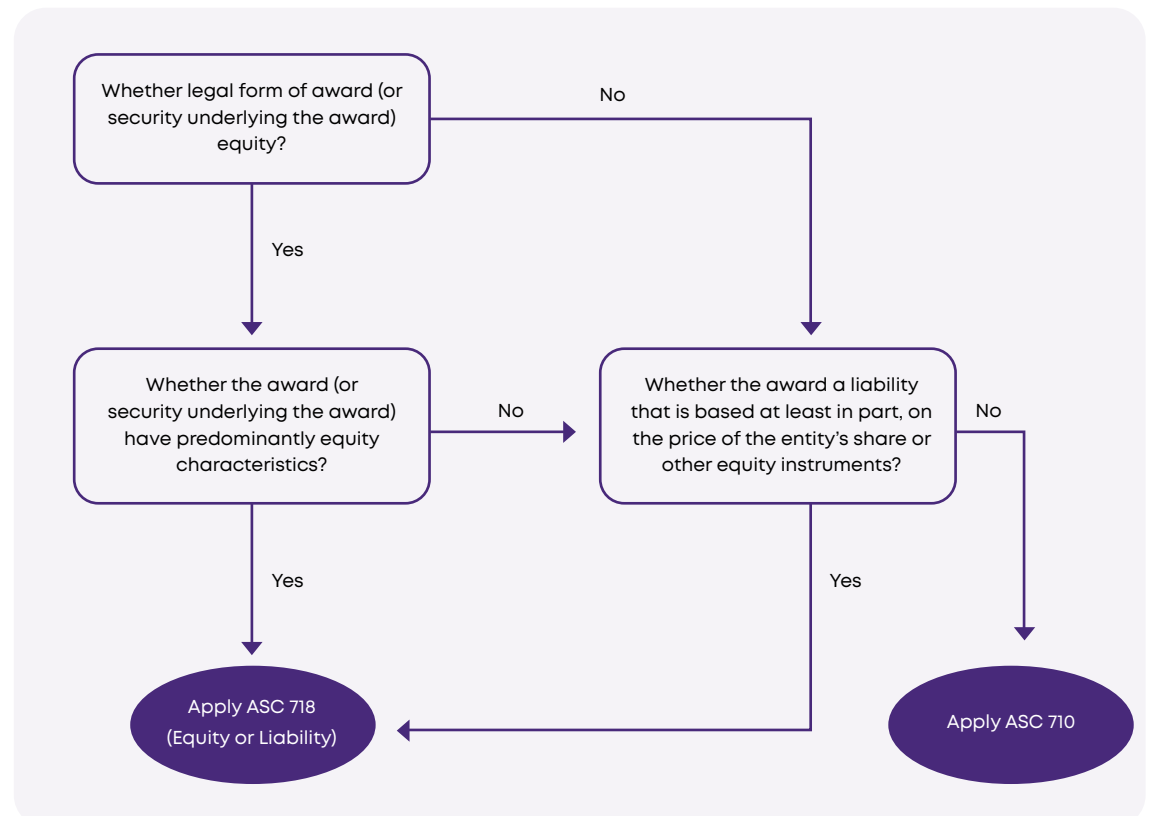 Whether legal form of award (or
security underlying the award)
equity?
No
Yes
Whether the award (or
security underlying the award)
have predominantly equity
characteristics?
No
Whether the award a liability
that is based at least in part, on
the price of the entity's share or
other equity instruments?
No
Yes
Yes
Apply ASC 718
(Equity or Liability)
Apply ASC 710